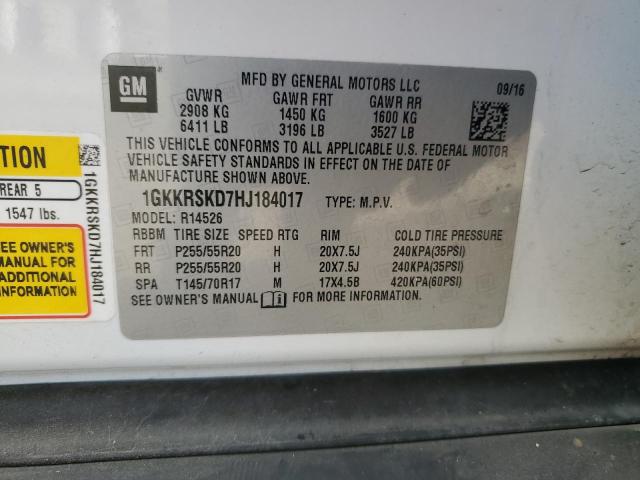 GM
MFD BY GENERAL MOTORS LLC
09/16
GVWR GAWR FRT GAWR RR
2908 KG 1450 KG 1600 KG
6411 LB 3196 LB 3527 LB
THIS VEHICLE CONFORMS TO ALL APPLICABLE U.S. FEDERAL MOTOR
VEHICLE SAFETY STANDARDS IN EFFECT ON THE DATE OF
MANUFACTURE SHOWN ABOVE.
1GKKRSKD7HJ184017 TYPE: M.P.V.
MODEL: R14526
RBBM TIRE SIZE SPEED RTG RIM COLD TIRE PRESSURE
FRT P255/55R20 H 20X7.5J 240KPA(35PSI)
RR P255/55R20 H 20X7.5J 240KPA(35PSI)
SPA T145/70R17 M 17X4.5B 420KPA(60PSI)
SEE OWNER'S MANUAL FOR MORE INFORMATION.
TION
REAR 5
1547 lbs.
SEE OWNER'S
MANUAL FOR
ADDITIONAL
INFORMATION
1GKKRSKD7HJ184017